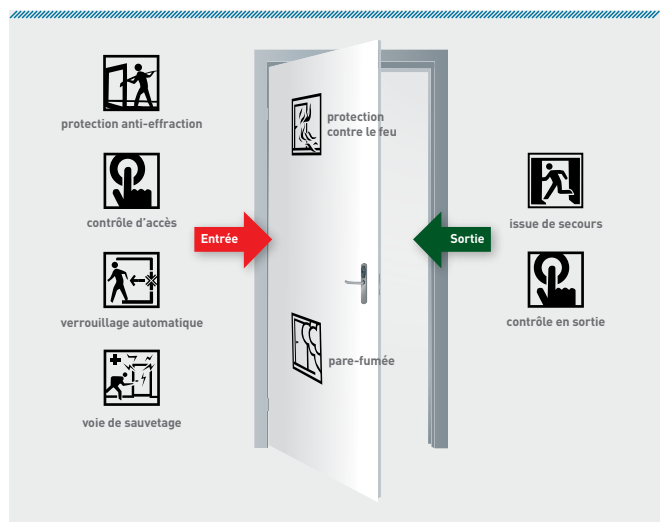 protection anti-effraction
contrôle d'accès
verrouillage automatique
voie de sauvetage
Entrée
protection
contre le feu
pare-fumée
Sortie
issue de secours
contrôle en sortie